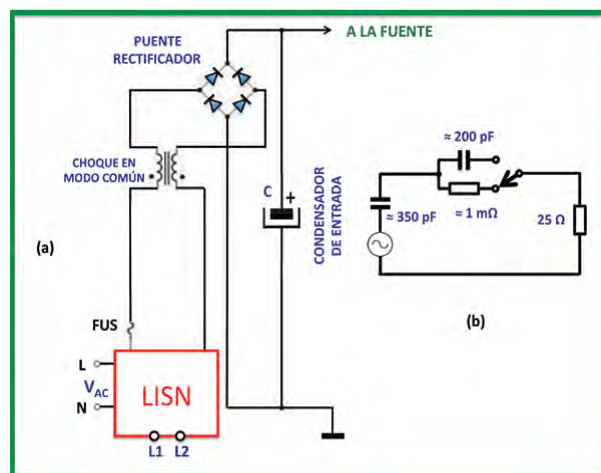 PUENTE
RECTIFICADOR
A LA FUENTE
CHOQUE EN
MODO COMÚN
C
+
CONDENSADOR
DE ENTRADA
(a)
FUS
L
VAC
N
LISN
L1 L2
≈ 200 pF
≈ 1 mΩ
≈ 350 pF
25 Ω
(b)